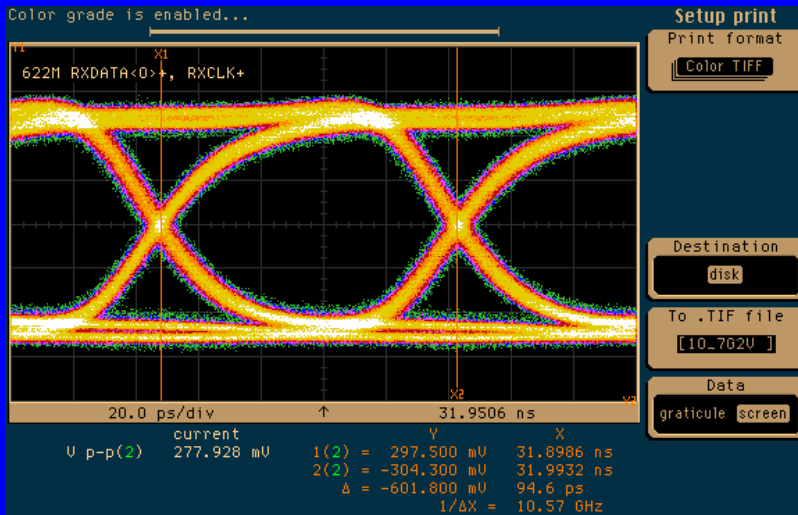 Color grade is enabled...
Setup print
Print format
Color TIFF
Y1
X1
622M RXDATA<0>+, RXCLK+
Destination
disk
To .TIF file
[10_7G2V ]
Data
graticule screen
X2
Y2
20.0 ps/div ↑ 31.9506 ns
current Y X
V p-p(2) 277.928 mV 1(2) = 297.500 mV 31.8986 ns
2(2) = -304.300 mV 31.9932 ns
Δ = -601.800 mV 94.6 ps
1/ΔX = 10.57 GHz